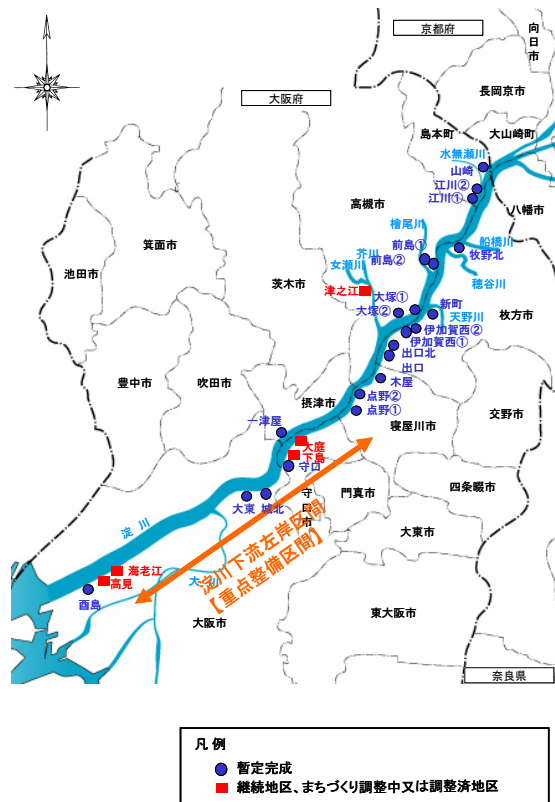 京都府
向日市
長岡京市
大阪府
島本町
大山崎町
水無瀬川
山崎
江川②
江川①
高槻市
八幡市
檜尾川
箕面市
前島①
船橋川
牧野北
芥川
前島②
女瀬川
池田市
茨木市
穂谷川
津之江
大塚①
新町
大塚②
天野川
枚方市
伊加賀西②
伊加賀西①
出口北
出口
豊中市
吹田市
木屋
摂津市
点野②
交野市
点野①
一津屋
寝屋川市
大庭
下島
守口
四条畷市
門真市
守口市
大東
城北
淀川
大東市
淀川下流左岸区間
【重点整備区間】
海老江
大川
高見
酉島
大阪市
東大阪市
奈良県
凡例
暫定完成
継続地区、まちづくり調整中又は調整済地区